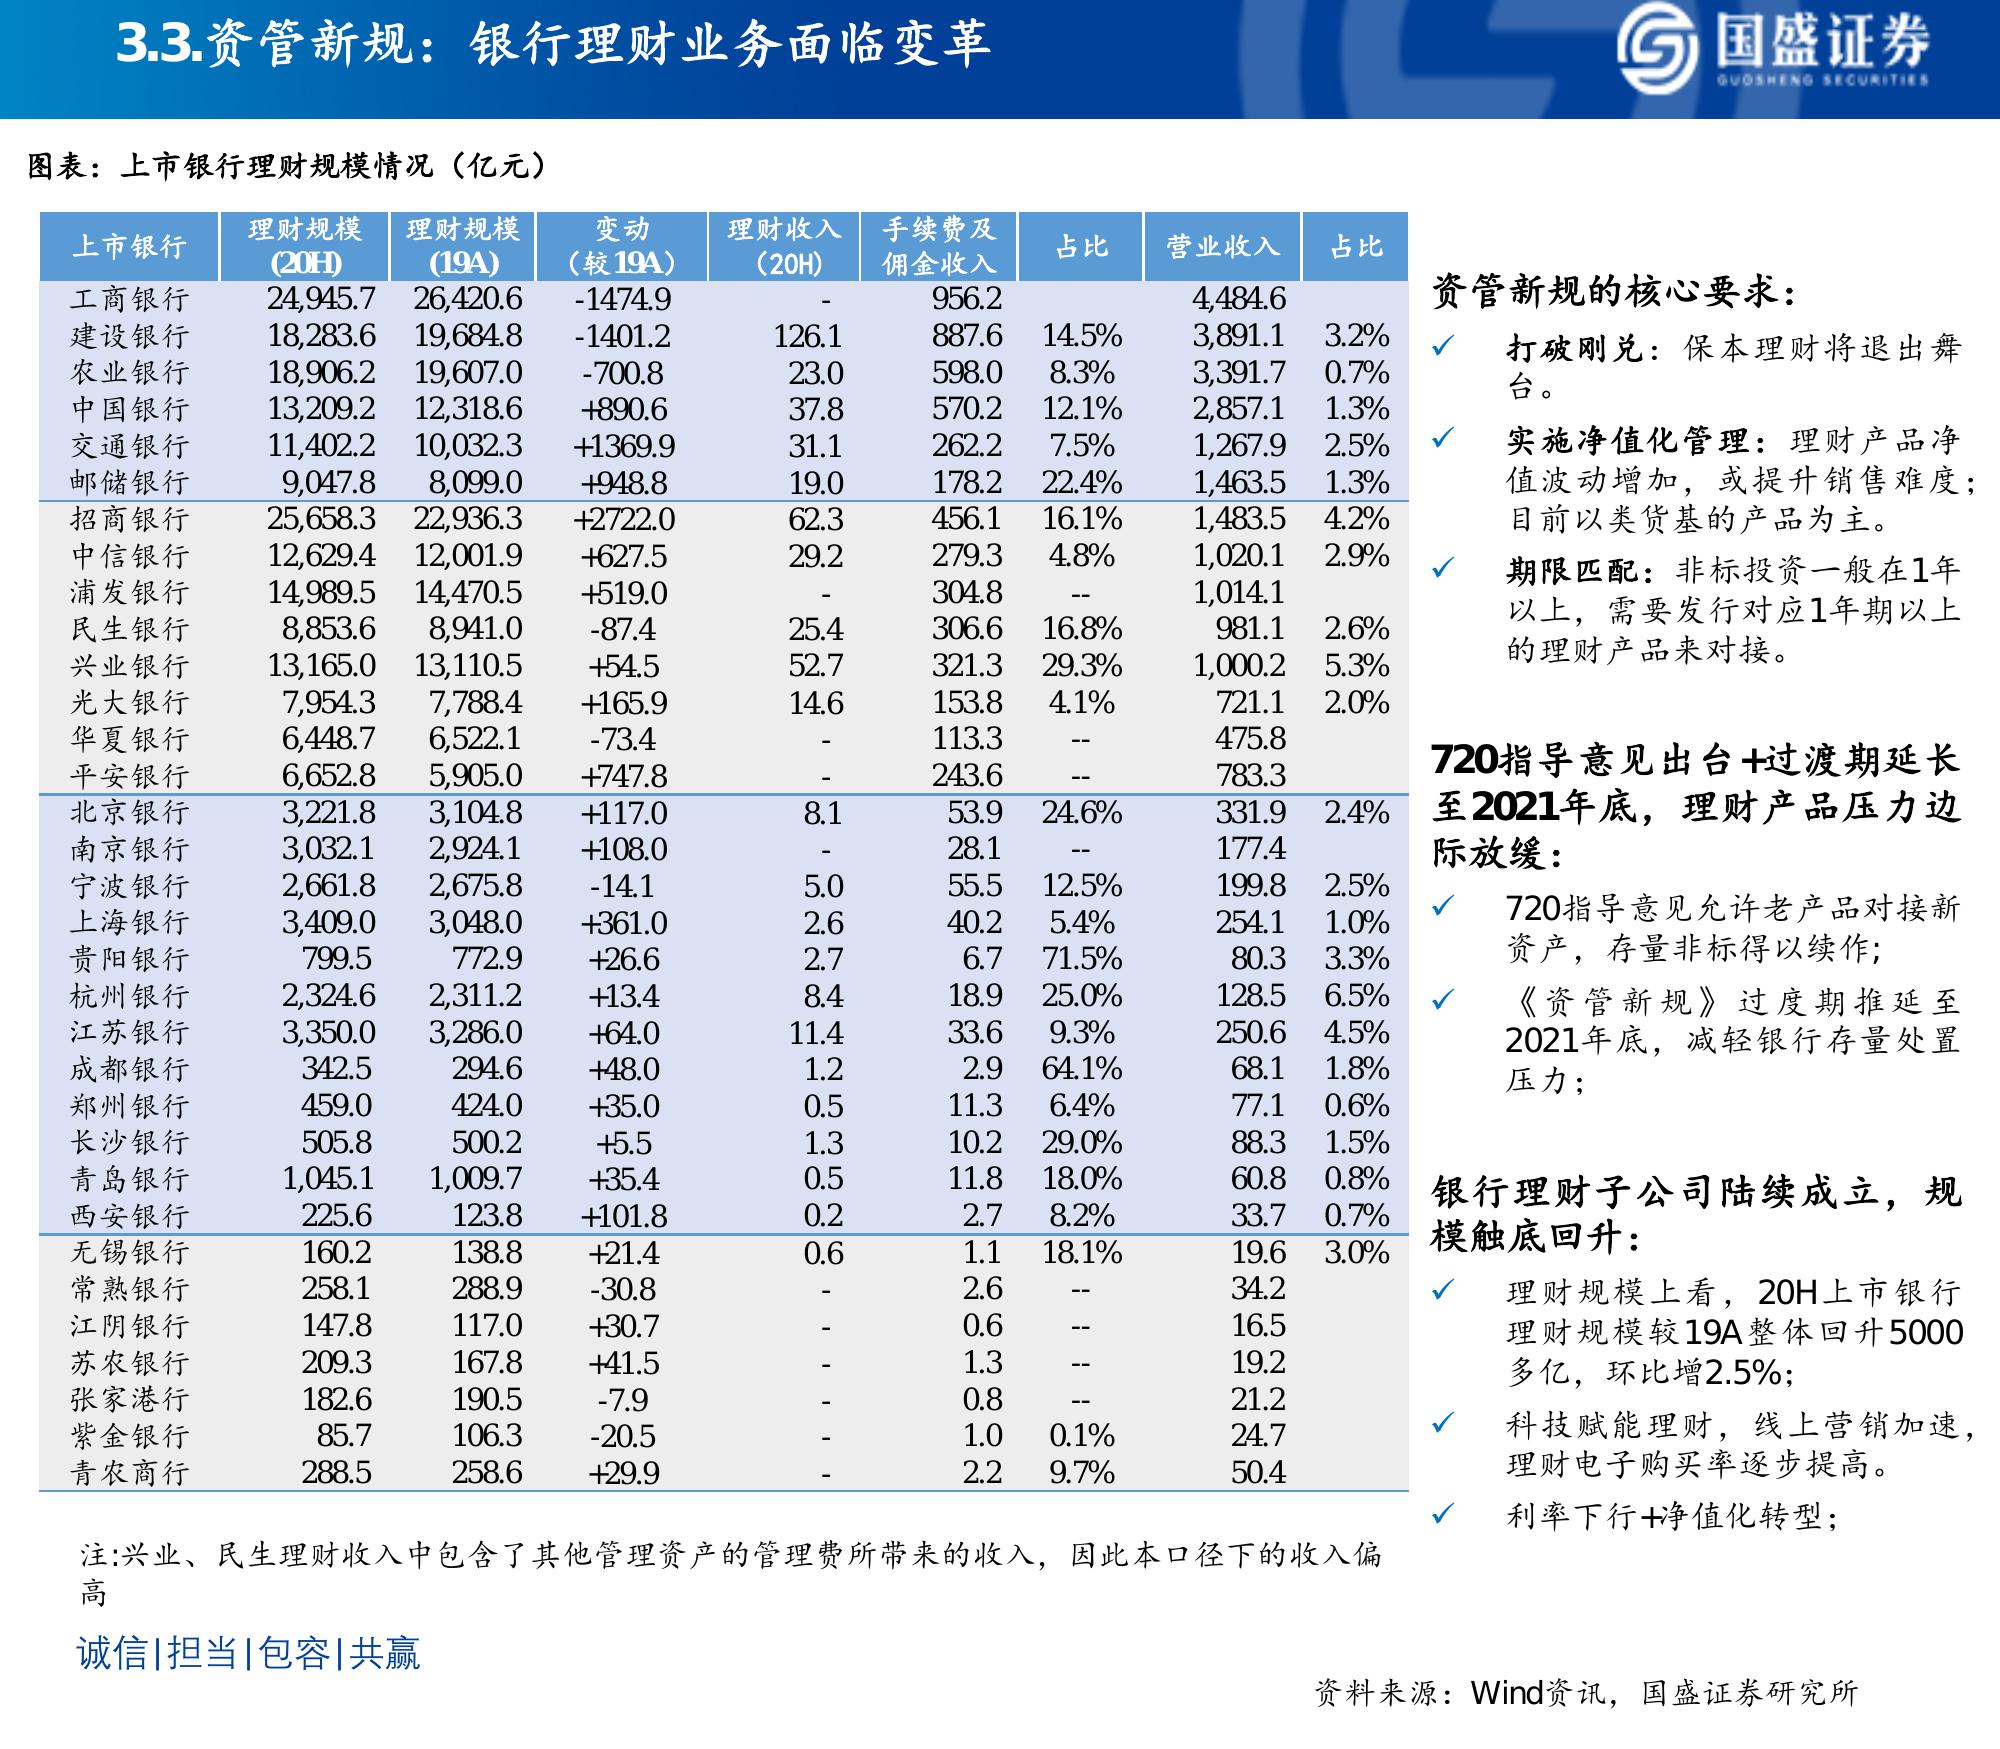 3.3.资管新规：银行理财业务面临变革
国盛证券
GUOSHENG SECURITIES
图表：上市银行理财规模情况（亿元）
上市银行 理财规模(20H) 理财规模(19A) 变动（较19A） 理财收入（20H） 手续费及佣金收入 占比 营业收入 占比
工商银行 24,945.7 26,420.6 -1474.9 - 956.2 4,484.6
建设银行 18,283.6 19,684.8 -1401.2 126.1 887.6 14.5% 3,891.1 3.2%
农业银行 18,906.2 19,607.0 -700.8 23.0 598.0 8.3% 3,391.7 0.7%
中国银行 13,209.2 12,318.6 +890.6 37.8 570.2 12.1% 2,857.1 1.3%
交通银行 11,402.2 10,032.3 +1369.9 31.1 262.2 7.5% 1,267.9 2.5%
邮储银行 9,047.8 8,099.0 +948.8 19.0 178.2 22.4% 1,463.5 1.3%
招商银行 25,658.3 22,936.3 +2722.0 62.3 456.1 16.1% 1,483.5 4.2%
中信银行 12,629.4 12,001.9 +627.5 29.2 279.3 4.8% 1,020.1 2.9%
浦发银行 14,989.5 14,470.5 +519.0 - 304.8 -- 1,014.1
民生银行 8,853.6 8,941.0 -87.4 25.4 306.6 16.8% 981.1 2.6%
兴业银行 13,165.0 13,110.5 +54.5 52.7 321.3 29.3% 1,000.2 5.3%
光大银行 7,954.3 7,788.4 +165.9 14.6 153.8 4.1% 721.1 2.0%
华夏银行 6,448.7 6,522.1 -73.4 - 113.3 -- 475.8
平安银行 6,652.8 5,905.0 +747.8 - 243.6 -- 783.3
北京银行 3,221.8 3,104.8 +117.0 8.1 53.9 24.6% 331.9 2.4%
南京银行 3,032.1 2,924.1 +108.0 - 28.1 -- 177.4
宁波银行 2,661.8 2,675.8 -14.1 5.0 55.5 12.5% 199.8 2.5%
上海银行 3,409.0 3,048.0 +361.0 2.6 40.2 5.4% 254.1 1.0%
贵阳银行 799.5 772.9 +26.6 2.7 6.7 71.5% 80.3 3.3%
杭州银行 2,324.6 2,311.2 +13.4 8.4 18.9 25.0% 128.5 6.5%
江苏银行 3,350.0 3,286.0 +64.0 11.4 33.6 9.3% 250.6 4.5%
成都银行 342.5 294.6 +48.0 1.2 2.9 64.1% 68.1 1.8%
郑州银行 459.0 424.0 +35.0 0.5 11.3 6.4% 77.1 0.6%
长沙银行 505.8 500.2 +5.5 1.3 10.2 29.0% 88.3 1.5%
青岛银行 1,045.1 1,009.7 +35.4 0.5 11.8 18.0% 60.8 0.8%
西安银行 225.6 123.8 +101.8 0.2 2.7 8.2% 33.7 0.7%
无锡银行 160.2 138.8 +21.4 0.6 1.1 18.1% 19.6 3.0%
常熟银行 258.1 288.9 -30.8 - 2.6 -- 34.2
江阴银行 147.8 117.0 +30.7 - 0.6 -- 16.5
苏农银行 209.3 167.8 +41.5 - 1.3 -- 19.2
张家港行 182.6 190.5 -7.9 - 0.8 -- 21.2
紫金银行 85.7 106.3 -20.5 - 1.0 0.1% 24.7
青农商行 288.5 258.6 +29.9 - 2.2 9.7% 50.4
注:兴业、民生理财收入中包含了其他管理资产的管理费所带来的收入，因此本口径下的收入偏
高
资管新规的核心要求：
✓ 打破刚兑：保本理财将退出舞
台。
✓ 实施净值化管理：理财产品净
值波动增加，或提升销售难度；
目前以类货基的产品为主。
✓ 期限匹配：非标投资一般在1年
以上，需要发行对应1年期以上
的理财产品来对接。
720指导意见出台+过渡期延长
至2021年底，理财产品压力边
际放缓：
✓ 720指导意见允许老产品对接新
资产，存量非标得以续作；
✓ 《资管新规》过度期推延至
2021年底，减轻银行存量处置
压力；
银行理财子公司陆续成立，规
模触底回升：
✓ 理财规模上看，20H上市银行
理财规模较19A整体回升5000
多亿，环比增2.5%；
✓ 科技赋能理财，线上营销加速，
理财电子购买率逐步提高。
✓ 利率下行+净值化转型；
诚信|担当|包容|共赢
资料来源：Wind资讯，国盛证券研究所